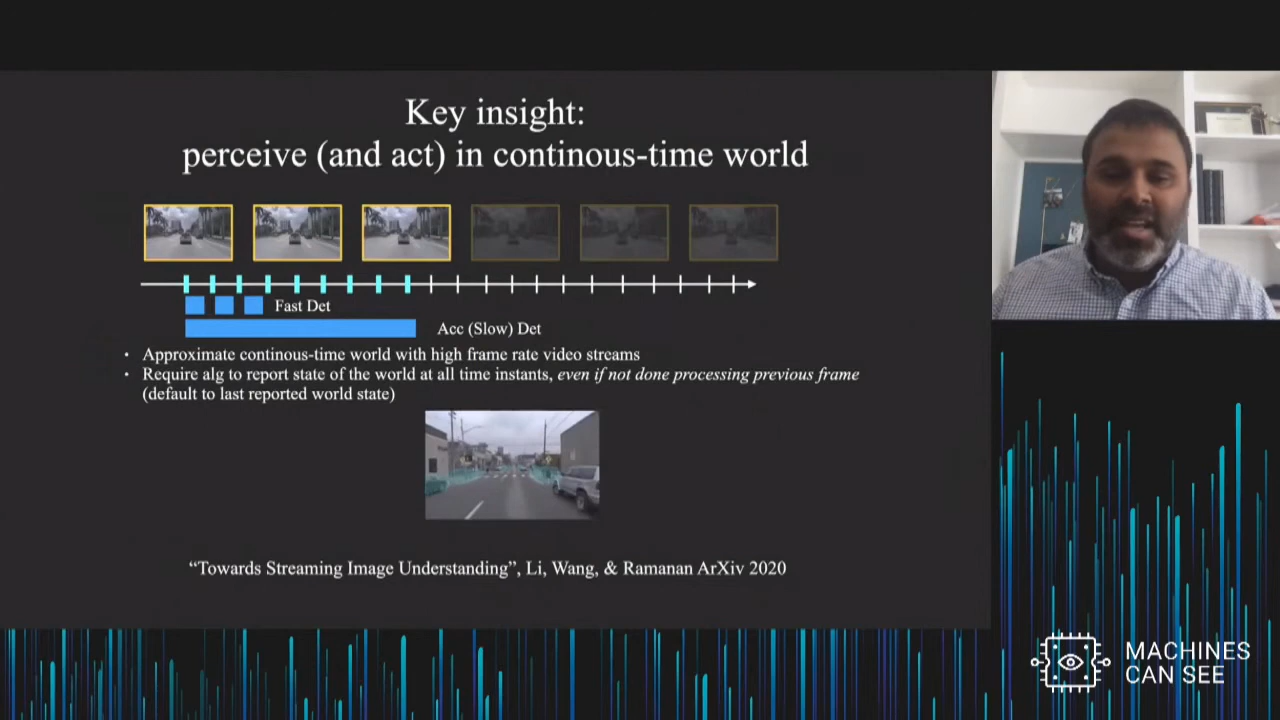 Key insight:
perceive (and act) in continous-time world
Fast Det
Acc (Slow) Det
• Approximate continous-time world with high frame rate video streams
• Require alg to report state of the world at all time instants, even if not done processing previous frame
(default to last reported world state)
“Towards Streaming Image Understanding”, Li, Wang, & Ramanan ArXiv 2020
MACHINES
CAN SEE